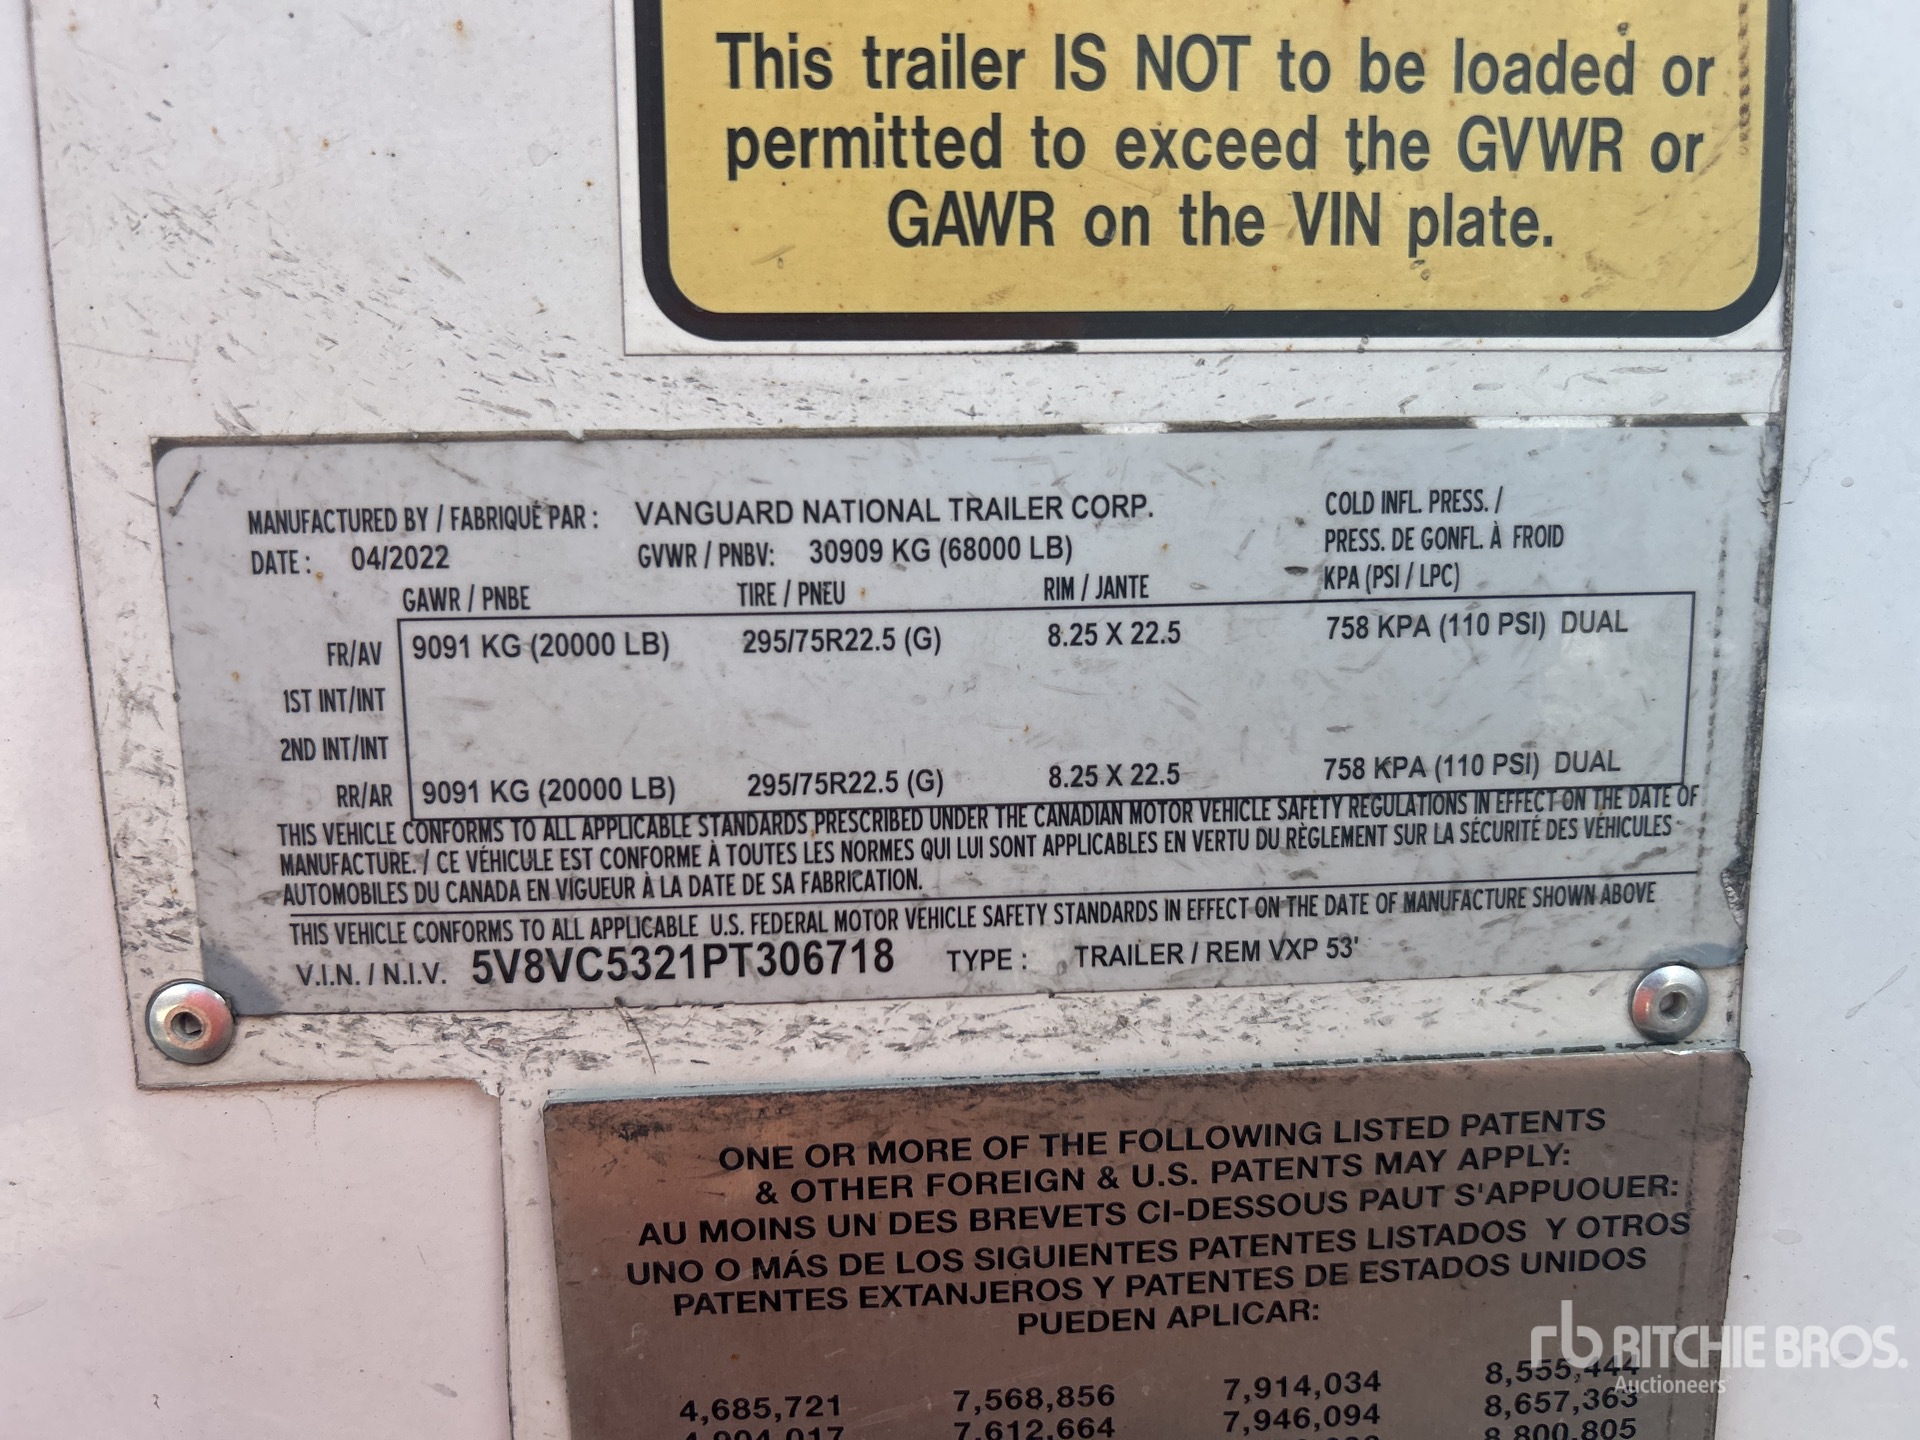 This trailer IS NOT to be loaded or
permitted to exceed the GVWR or
GAWR on the VIN plate.
MANUFACTURED BY / FABRIQUÉ PAR : VANGUARD NATIONAL TRAILER CORP.
DATE : 04/2022 GVWR / PNBV: 30909 KG (68000 LB)
COLD INFL. PRESS. /
PRESS. DE GONFL. À FROID
KPA (PSI / LPC)
GAWR / PNBE TIRE / PNEU RIM / JANTE
FR/AV 9091 KG (20000 LB) 295/75R22.5 (G) 8.25 X 22.5 758 KPA (110 PSI) DUAL
1ST INT/INT
2ND INT/INT
RR/AR 9091 KG (20000 LB) 295/75R22.5 (G) 8.25 X 22.5 758 KPA (110 PSI) DUAL
THIS VEHICLE CONFORMS TO ALL APPLICABLE STANDARDS PRESCRIBED UNDER THE CANADIAN MOTOR VEHICLE SAFETY REGULATIONS IN EFFECT ON THE DATE OF
MANUFACTURE. / CE VÉHICULE EST CONFORME À TOUTES LES NORMES QUI LUI SONT APPLICABLES EN VERTU DU RÈGLEMENT SUR LA SÉCURITÉ DES VÉHICULES
AUTOMOBILES DU CANADA EN VIGUEUR À LA DATE DE SA FABRICATION.
THIS VEHICLE CONFORMS TO ALL APPLICABLE U.S. FEDERAL MOTOR VEHICLE SAFETY STANDARDS IN EFFECT ON THE DATE OF MANUFACTURE SHOWN ABOVE
V.I.N. / N.I.V. 5V8VC5321PT306718 TYPE : TRAILER / REM VXP 53'
ONE OR MORE OF THE FOLLOWING LISTED PATENTS
& OTHER FOREIGN & U.S. PATENTS MAY APPLY:
AU MOINS UN DES BREVETS CI-DESSOUS PAUT S'APPUOUER:
UNO O MÁS DE LOS SIGUIENTES PATENTES LISTADOS Y OTROS
PATENTES EXTANJEROS Y PATENTES DE ESTADOS UNIDOS
PUEDEN APLICAR:
4,685,721 7,568,856 7,914,034 8,555,444
4,904,017 7,612,664 7,946,094 8,657,363
8,800,805
rb RITCHIE BROS.
Auctioneers